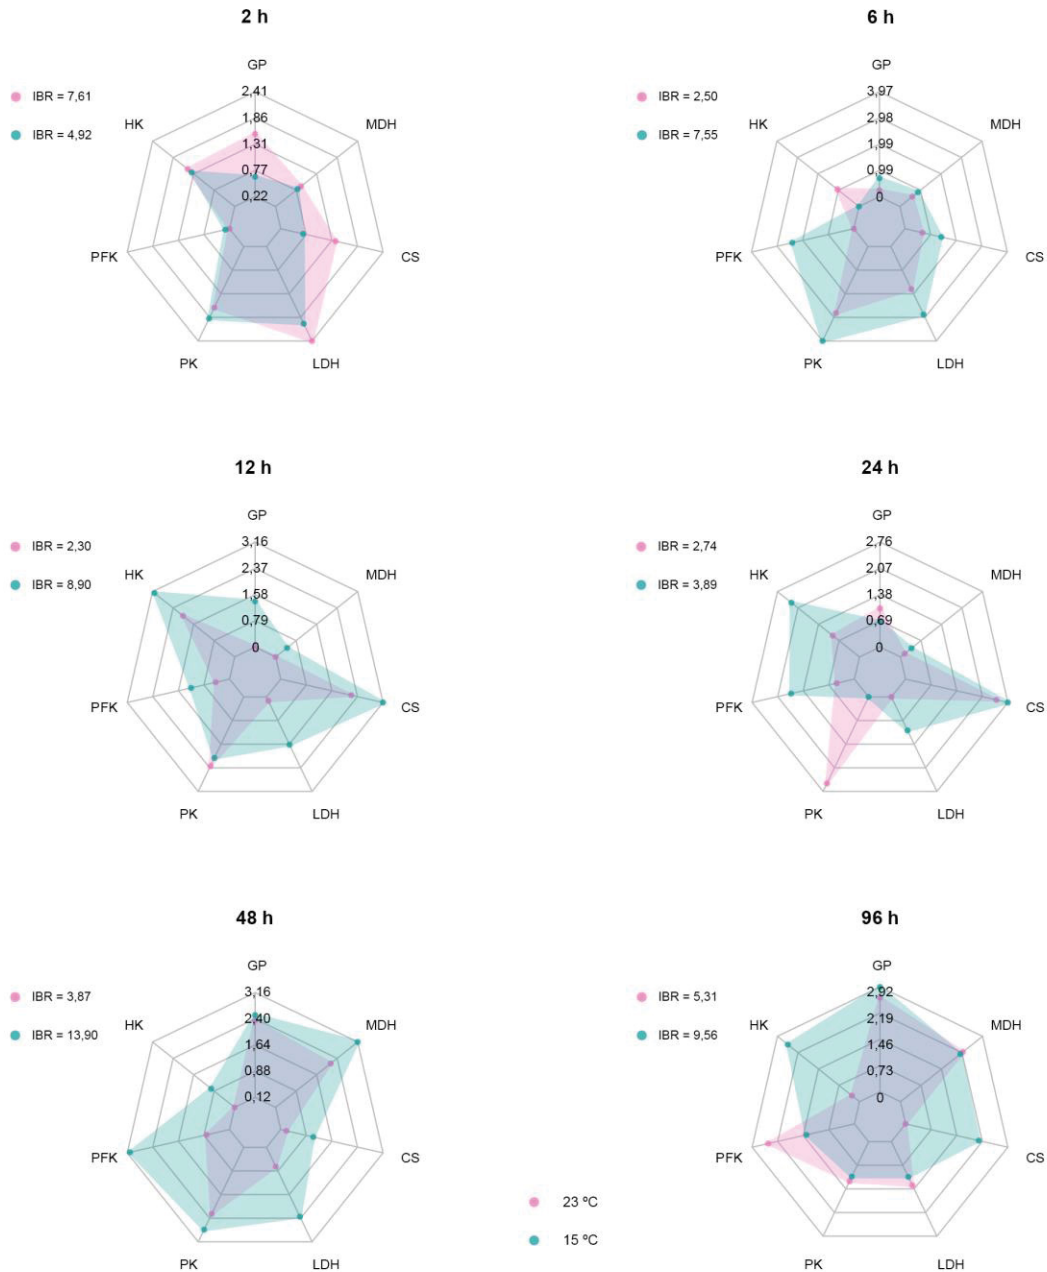 2 h
GP
2,41
1,86
1,31
0,77
0,22
MDH
CS
LDH
PK
PFK
HK
IBR = 7,61
IBR = 4,92
6 h
GP
3,97
2,98
1,99
0,99
0
MDH
CS
LDH
PK
PFK
HK
IBR = 2,50
IBR = 7,55
12 h
GP
3,16
2,37
1,58
0,79
0
MDH
CS
LDH
PK
PFK
HK
IBR = 2,30
IBR = 8,90
24 h
GP
2,76
2,07
1,38
0,69
0
MDH
CS
LDH
PK
PFK
HK
IBR = 2,74
IBR = 3,89
48 h
GP
3,16
2,40
1,64
0,88
0,12
MDH
CS
LDH
PK
PFK
HK
IBR = 3,87
IBR = 13,90
96 h
GP
2,92
2,19
1,46
0,73
0
MDH
CS
LDH
PK
PFK
HK
IBR = 5,31
IBR = 9,56
23 ºC
15 ºC